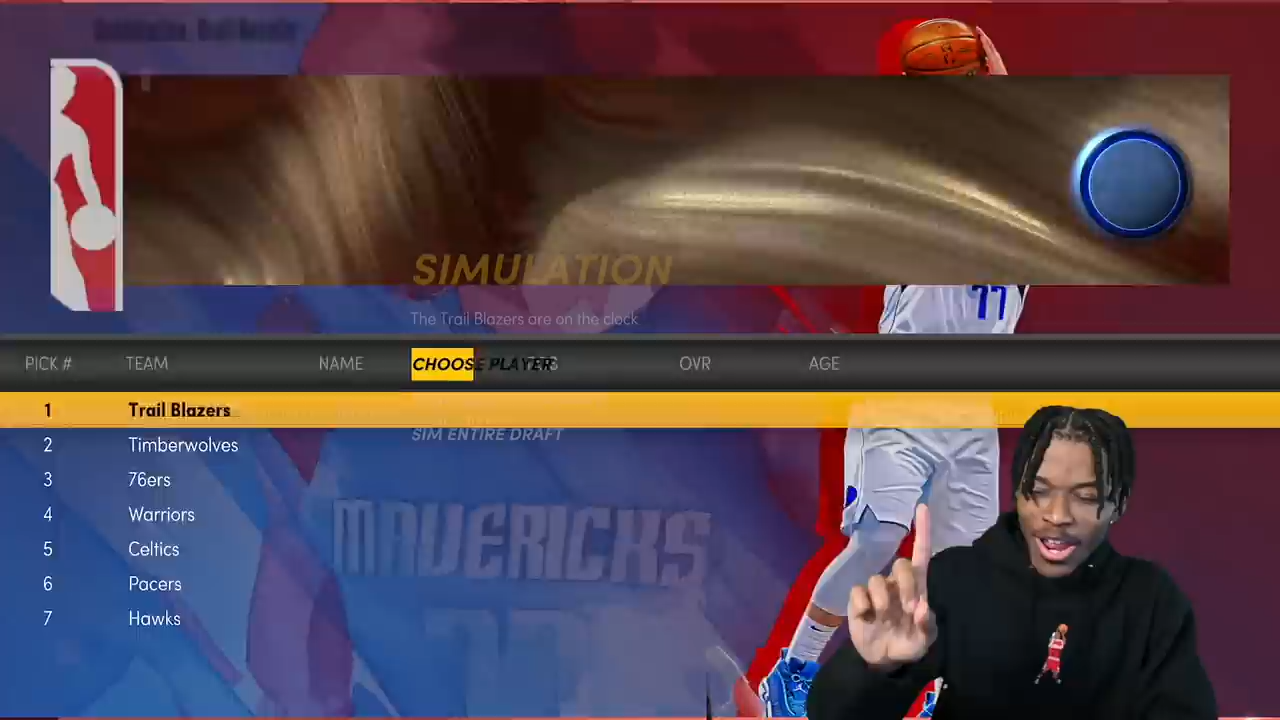 SIMULATION
The Trail Blazers are on the clock
PICK # TEAM NAME CHOOSE PLAYER OVR AGE
1 Trail Blazers
2 Timberwolves
SIM ENTIRE DRAFT
3 76ers
4 Warriors
5 Celtics
6 Pacers
7 Hawks
MAVERICKS
77